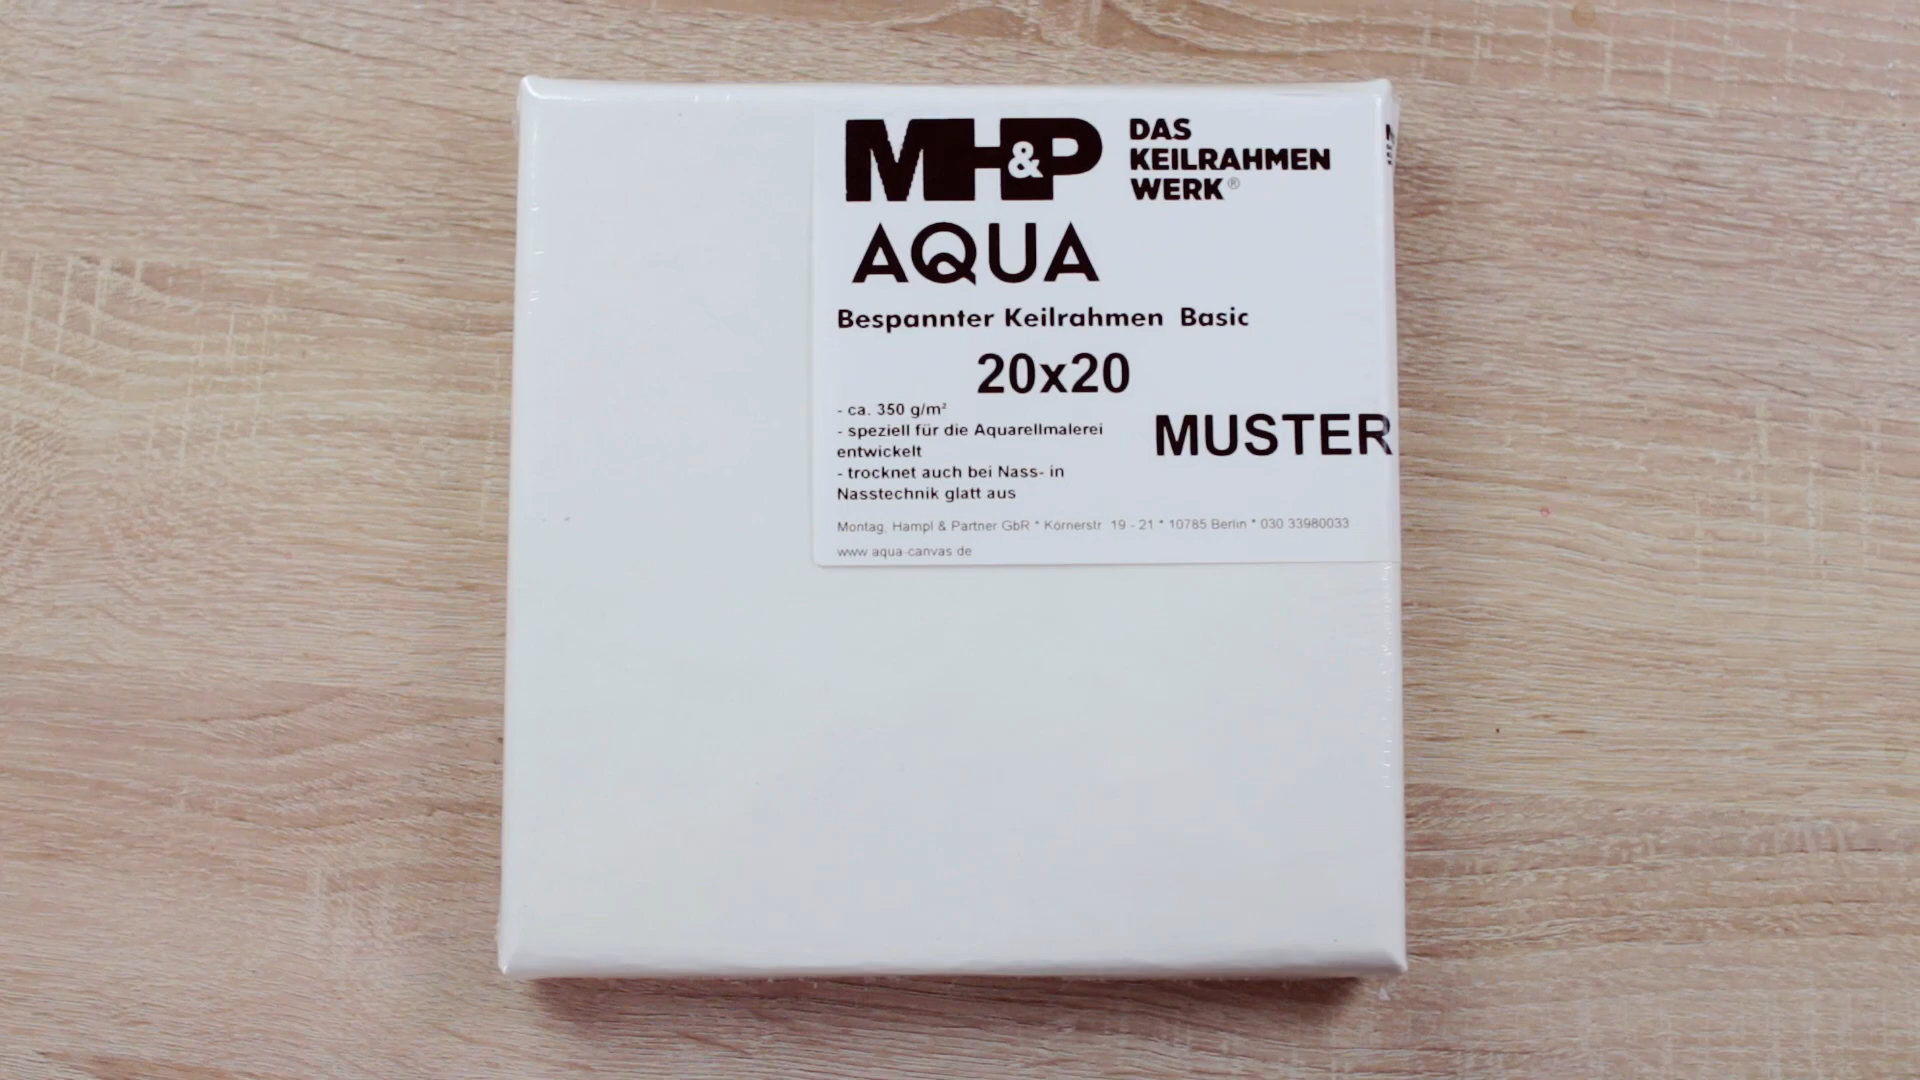 MH&P
DAS
KEILRAHMEN
WERK®
AQUA
Bespannter Keilrahmen Basic
20x20
- ca. 350 g/m²
- speziell für die Aquarellmalerei
entwickelt
- trocknet auch bei Nass- in
Nasstechnik glatt aus
MUSTER
Montag, Hampl & Partner GbR * Körnerstr. 19 - 21 * 10785 Berlin * 030 33980033
www.aqua-canvas.de